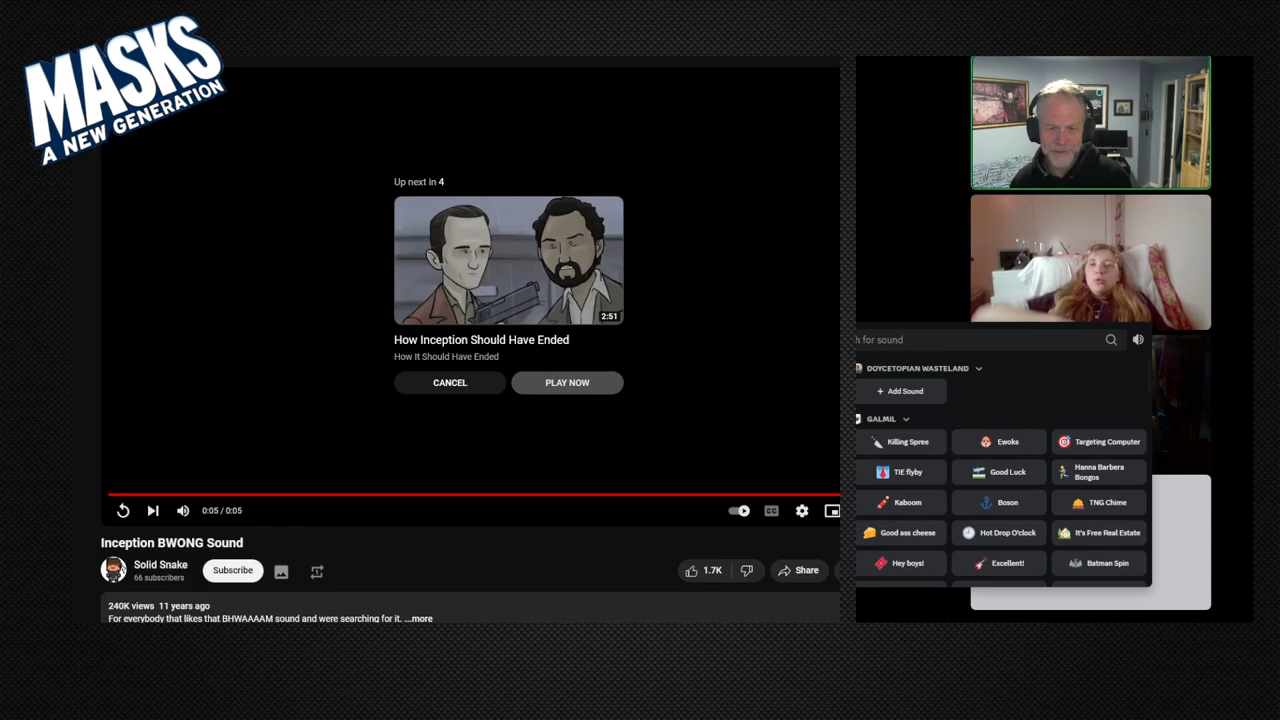 MASKS
A NEW GENERATION
Up next in 4
2:51
How Inception Should Have Ended
How It Should Have Ended
CANCEL
PLAY NOW
0:05 / 0:05
CC
Inception BWONG Sound
Solid Snake
66 subscribers
Subscribe
1.7K
Share
240K views 11 years ago
For everybody that likes that BHWAAAAM sound and were searching for it. ...more
h for sound
DOYCETOPIAN WASTELAND
+ Add Sound
GALMIL
Killing Spree
Ewoks
Targeting Computer
TIE flyby
Good Luck
Hanna Barbera
Bongos
Kaboom
Boson
TNG Chime
Good ass cheese
Hot Drop O'clock
It's Free Real Estate
Hey boys!
Excellent!
Batman Spin